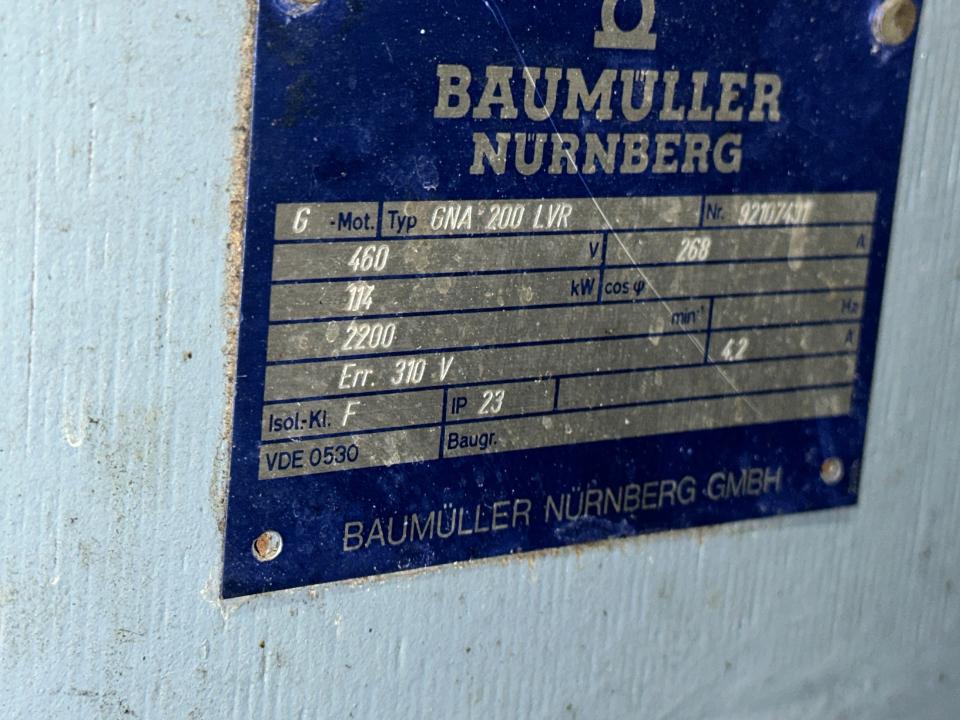 BAUMÜLLER
NÜRNBERG
G -Mot. Typ GNA 200 LVR Nr. 92107431
460 V 268 A
114 kW cos φ
2200 min⁻¹ Hz
Err. 310 V 4.2 A
Isol.-Kl. F IP 23
VDE 0530 Baugr.
BAUMÜLLER NÜRNBERG GMBH